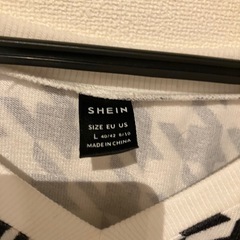 SHEIN
SIZE EU US
L 40/42 8/10
MADE IN CHINA